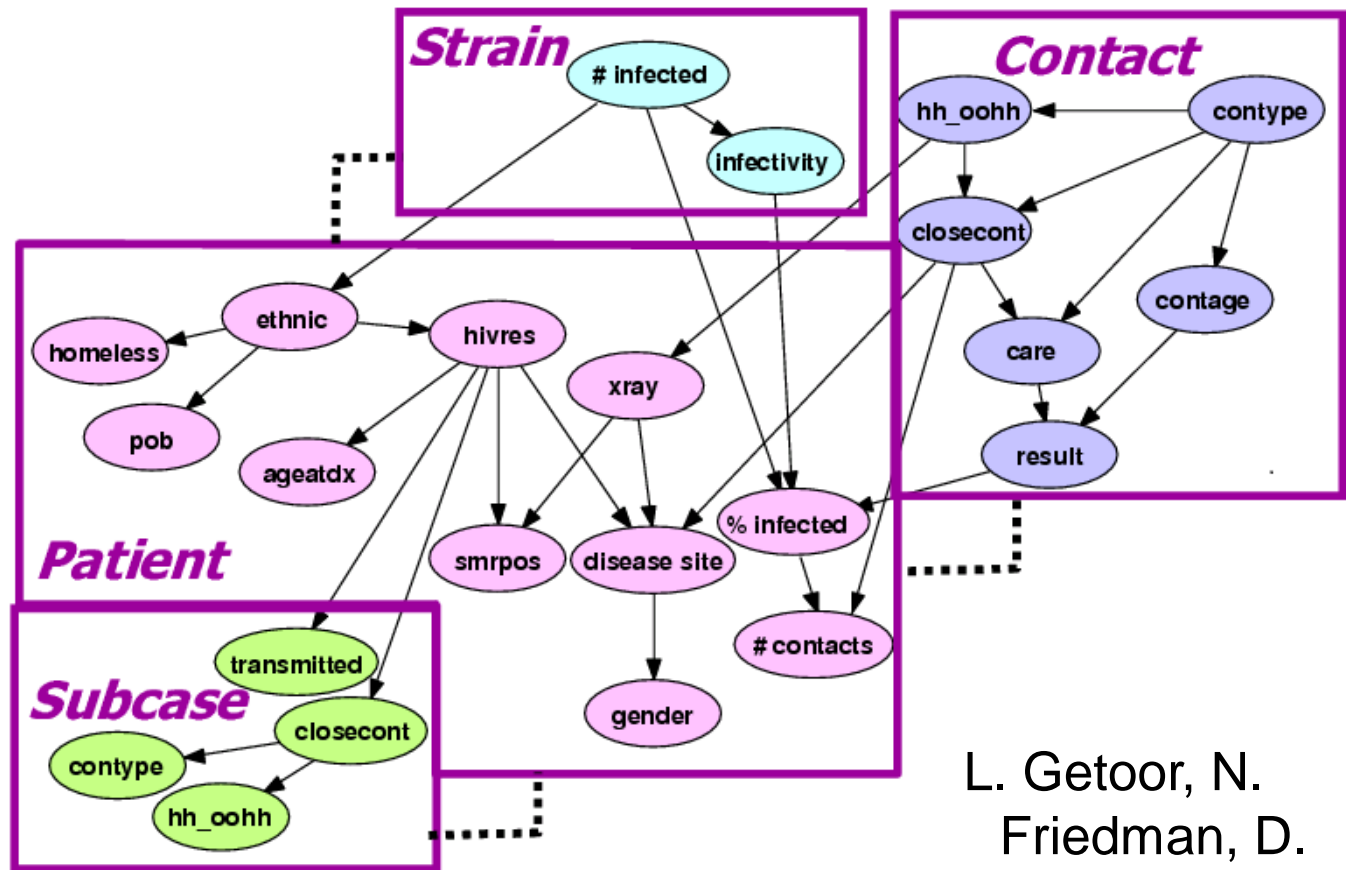 Strain
# infected
infectivity
Contact
hh_oohh
contype
closecont
contage
care
result
ethnic
homeless
hivres
pob
xray
ageatdx
% infected
smrpos
disease site
Patient
# contacts
gender
transmitted
Subcase
closecont
contype
hh_oohh
L. Getoor, N.
Friedman, D.